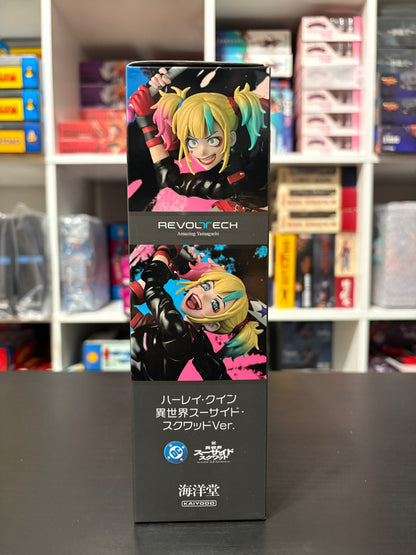 REVOLTECH
Amazing Yamaguchi
ハーレイ・クイン
異世界スーサイド・
スクワッドVer.
DC
異世界
スーサイド
スクワッド
海洋堂
KAIYODO